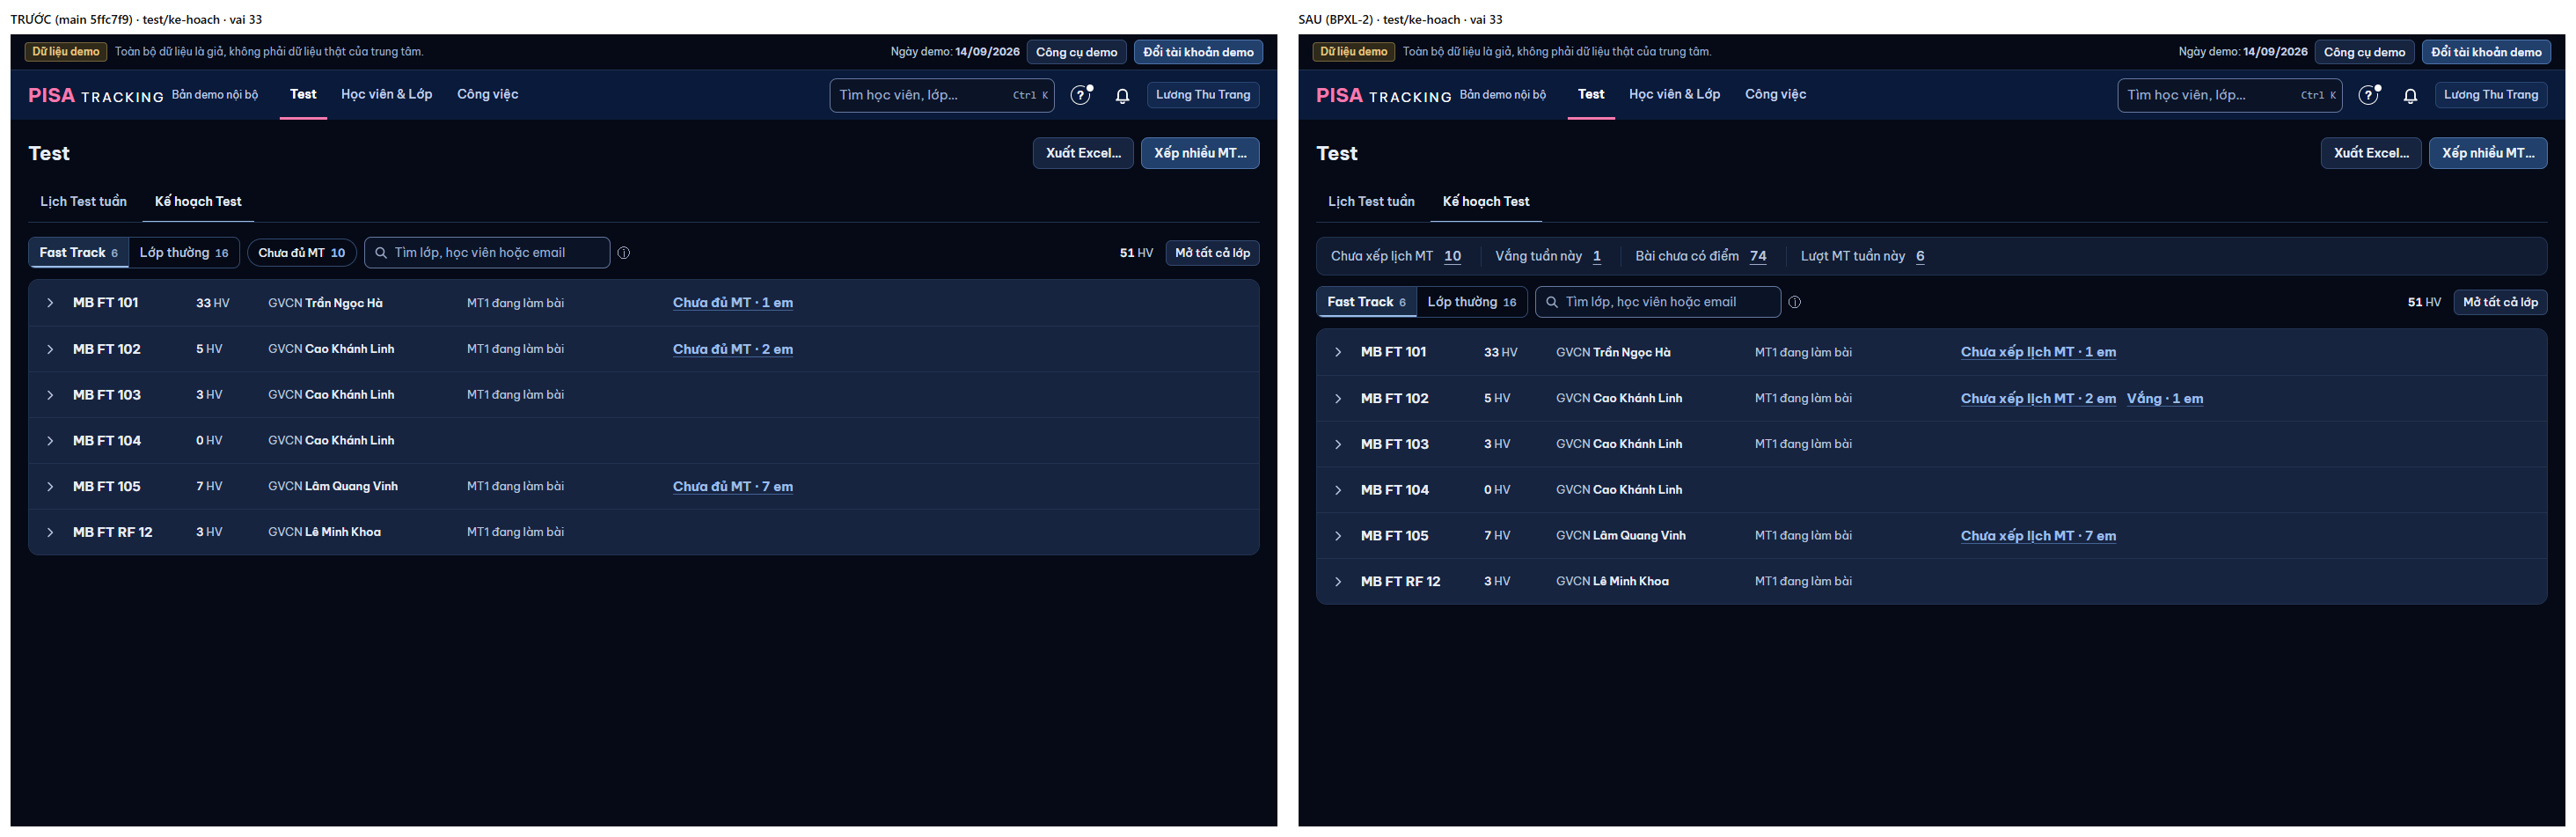 TRƯỚC (main 5ffc7f9) · test/ke-hoach · vai 33
Dữ liệu demo Toàn bộ dữ liệu là giả, không phải dữ liệu thật của trung tâm. Ngày demo: 14/09/2026 Công cụ demo Đổi tài khoản demo
PISA TRACKING Bản demo nội bộ Test Học viên & Lớp Công việc Tìm học viên, lớp... Ctrl K ? Lương Thu Trang
Test Xuất Excel... Xếp nhiều MT...
Lịch Test tuần Kế hoạch Test
Fast Track 6 Lớp thường 16 Chưa đủ MT 10 Tìm lớp, học viên hoặc email 51 HV Mở tất cả lớp
MB FT 101 33 HV GVCN Trần Ngọc Hà MT1 đang làm bài Chưa đủ MT · 1 em
MB FT 102 5 HV GVCN Cao Khánh Linh MT1 đang làm bài Chưa đủ MT · 2 em
MB FT 103 3 HV GVCN Cao Khánh Linh MT1 đang làm bài
MB FT 104 0 HV GVCN Cao Khánh Linh
MB FT 105 7 HV GVCN Lâm Quang Vinh MT1 đang làm bài Chưa đủ MT · 7 em
MB FT RF 12 3 HV GVCN Lê Minh Khoa MT1 đang làm bài
SAU (BPXL-2) · test/ke-hoach · vai 33
Dữ liệu demo Toàn bộ dữ liệu là giả, không phải dữ liệu thật của trung tâm. Ngày demo: 14/09/2026 Công cụ demo Đổi tài khoản demo
PISA TRACKING Bản demo nội bộ Test Học viên & Lớp Công việc Tìm học viên, lớp... Ctrl K ? Lương Thu Trang
Test Xuất Excel... Xếp nhiều MT...
Lịch Test tuần Kế hoạch Test
Chưa xếp lịch MT 10 Vắng tuần này 1 Bài chưa có điểm 74 Lượt MT tuần này 6
Fast Track 6 Lớp thường 16 Tìm lớp, học viên hoặc email 51 HV Mở tất cả lớp
MB FT 101 33 HV GVCN Trần Ngọc Hà MT1 đang làm bài Chưa xếp lịch MT · 1 em
MB FT 102 5 HV GVCN Cao Khánh Linh MT1 đang làm bài Chưa xếp lịch MT · 2 em Vắng · 1 em
MB FT 103 3 HV GVCN Cao Khánh Linh MT1 đang làm bài
MB FT 104 0 HV GVCN Cao Khánh Linh
MB FT 105 7 HV GVCN Lâm Quang Vinh MT1 đang làm bài Chưa xếp lịch MT · 7 em
MB FT RF 12 3 HV GVCN Lê Minh Khoa MT1 đang làm bài